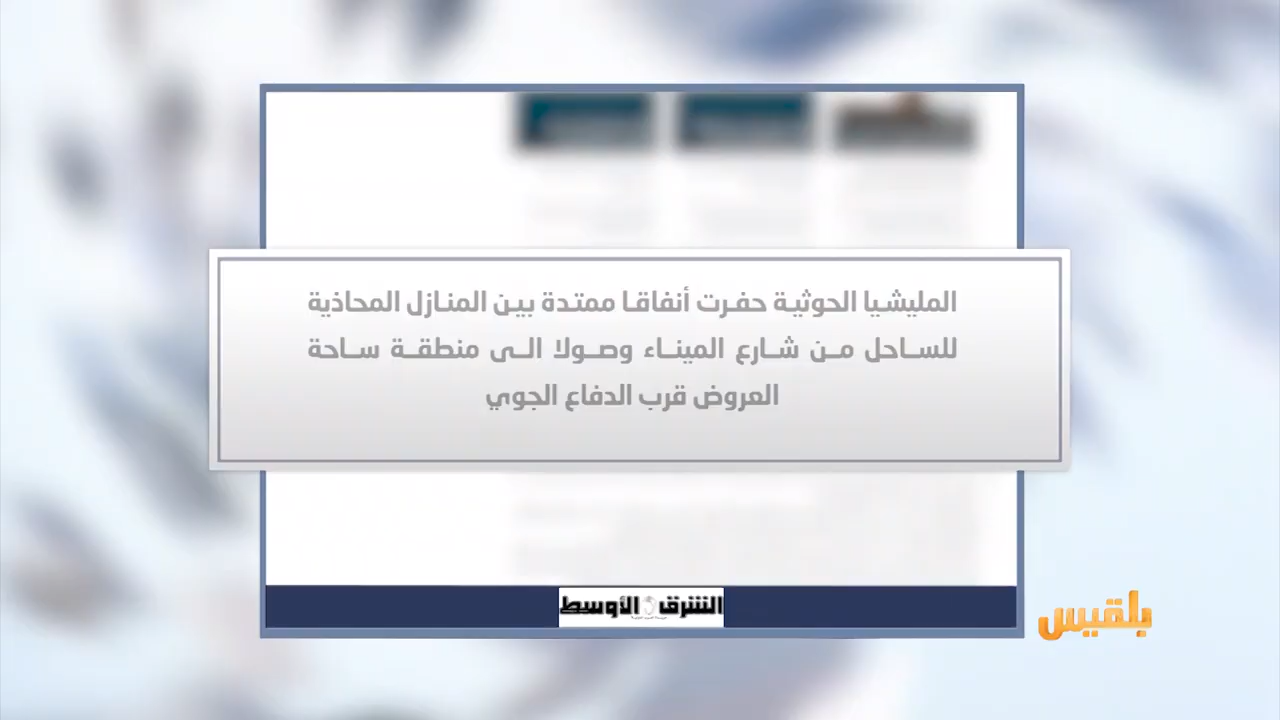 المليشيا الحوثية حفرت أنفاقا ممتدة بين المنازل المحاذية
للساحل من شارع الميناء وصولا الى منطقة ساحة
العروض قرب الدفاع الجوي
الشرق الأوسط
بلقيس